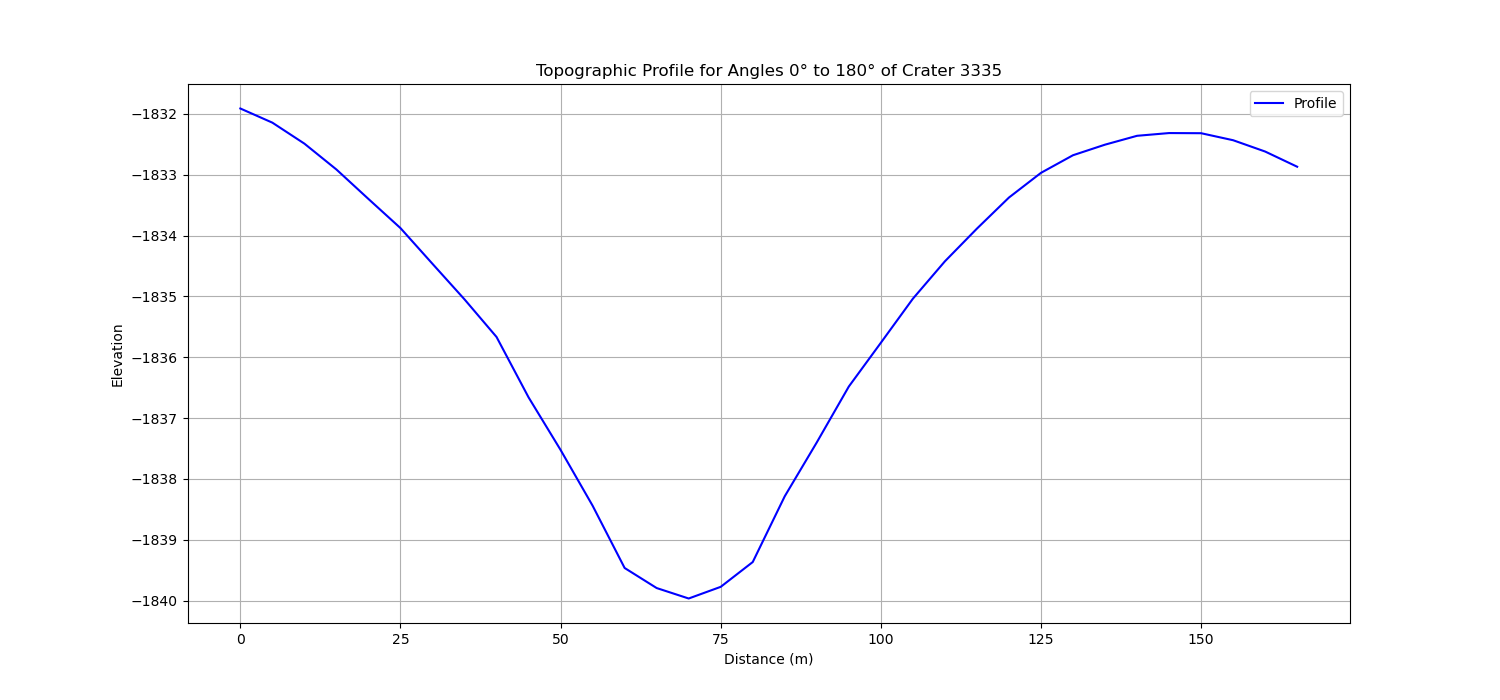 Topographic Profile for Angles 0° to 180° of Crater 3335
Profile
−1832
−1833
−1834
−1835
−1836
−1837
−1838
−1839
−1840
Elevation
0 25 50 75 100 125 150
Distance (m)